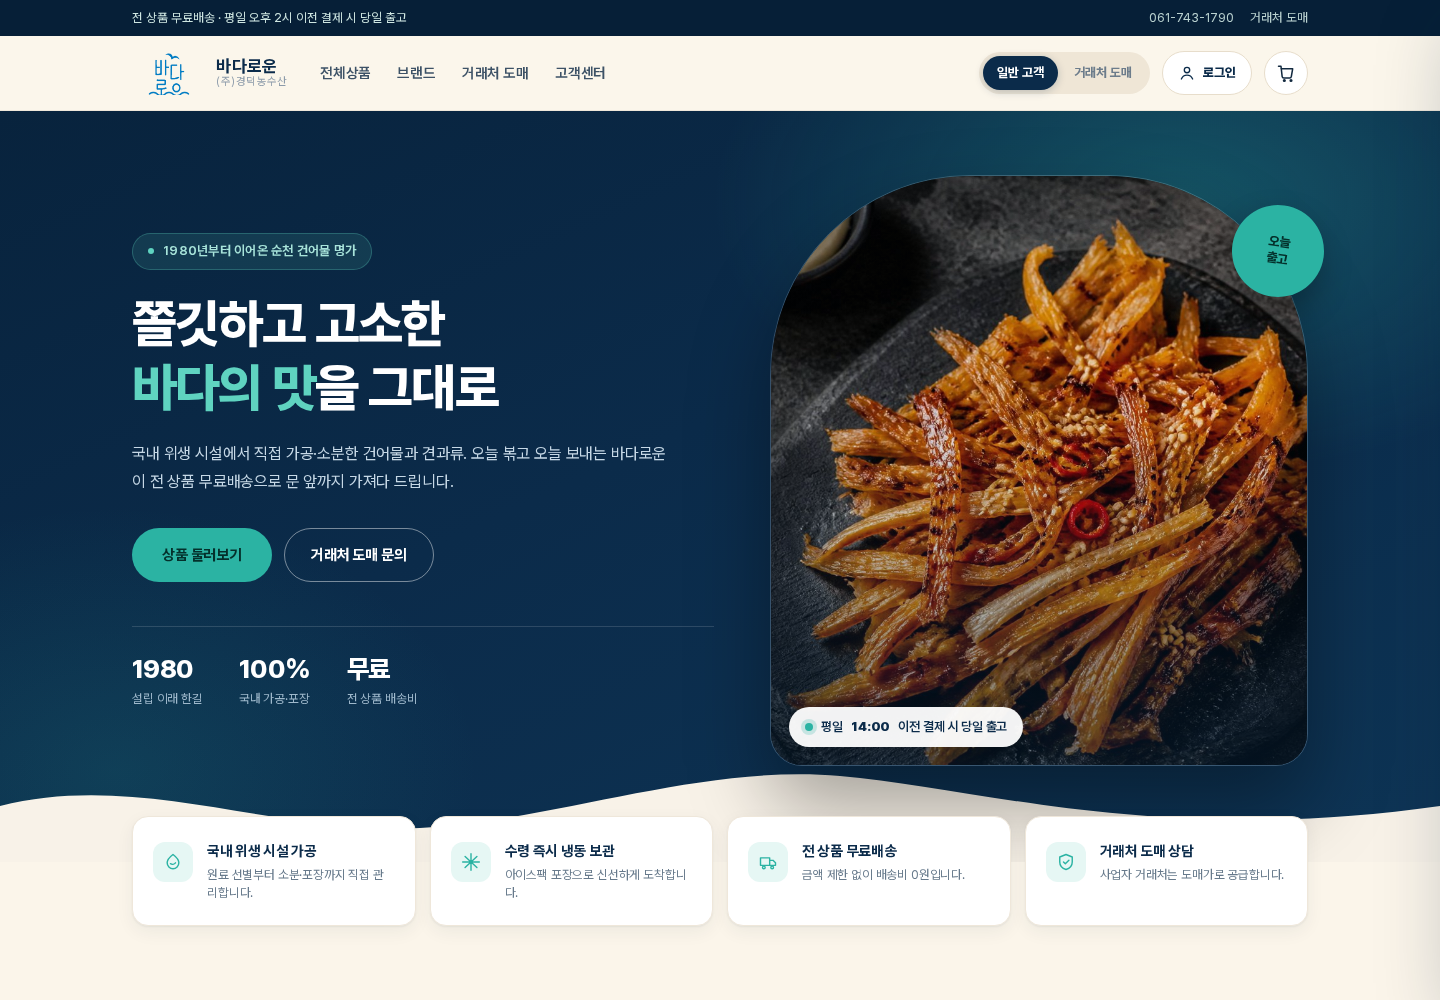 전 상품 무료배송 · 평일 오후 2시 이전 결제 시 당일 출고
061-743-1790 거래처 도매
바다
로운
바다로운
(주)경덕농수산
전체상품 브랜드 거래처 도매 고객센터
일반 고객 거래처 도매 로그인
1980년부터 이어온 순천 건어물 명가
쫄깃하고 고소한
바다의 맛을 그대로
국내 위생 시설에서 직접 가공·소분한 건어물과 견과류. 오늘 볶고 오늘 보내는 바다로운
이 전 상품 무료배송으로 문 앞까지 가져다 드립니다.
상품 둘러보기 거래처 도매 문의
1980 100% 무료
설립 이래 한길 국내 가공·포장 전 상품 배송비
오늘
출고
평일 14:00 이전 결제 시 당일 출고
국내 위생 시설 가공
원료 선별부터 소분·포장까지 직접 관
리합니다.
수령 즉시 냉동 보관
아이스팩 포장으로 신선하게 도착합니
다.
전 상품 무료배송
금액 제한 없이 배송비 0원입니다.
거래처 도매 상담
사업자 거래처는 도매가로 공급합니다.